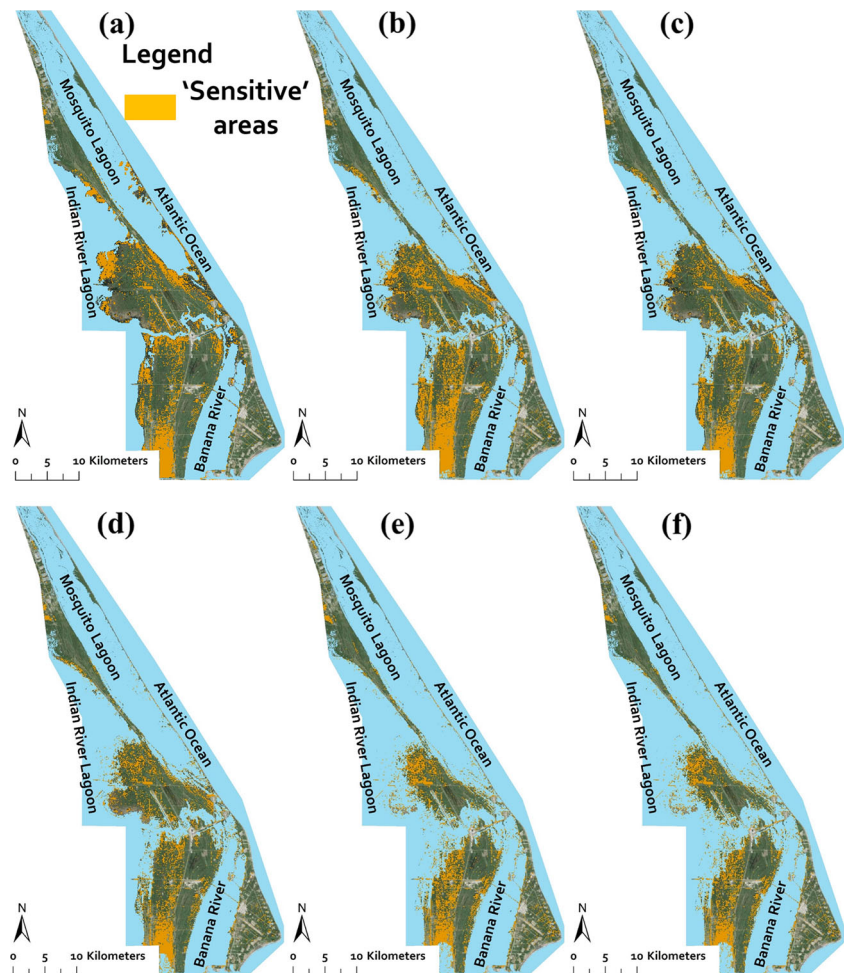 (a)
(b)
(c)
Legend
'Sensitive'
areas
Mosquito Lagoon
Atlantic Ocean
Indian River Lagoon
Banana River
N
0 5 10 Kilometers
Mosquito Lagoon
Atlantic Ocean
Indian River Lagoon
Banana River
N
0 5 10 Kilometers
Mosquito Lagoon
Atlantic Ocean
Indian River Lagoon
Banana River
N
0 5 10 Kilometers
(d)
(e)
(f)
Mosquito Lagoon
Atlantic Ocean
Indian River Lagoon
Banana River
N
0 5 10 Kilometers
Mosquito Lagoon
Atlantic Ocean
Indian River Lagoon
Banana River
N
0 5 10 Kilometers
Mosquito Lagoon
Atlantic Ocean
Indian River Lagoon
Banana River
N
0 5 10 Kilometers